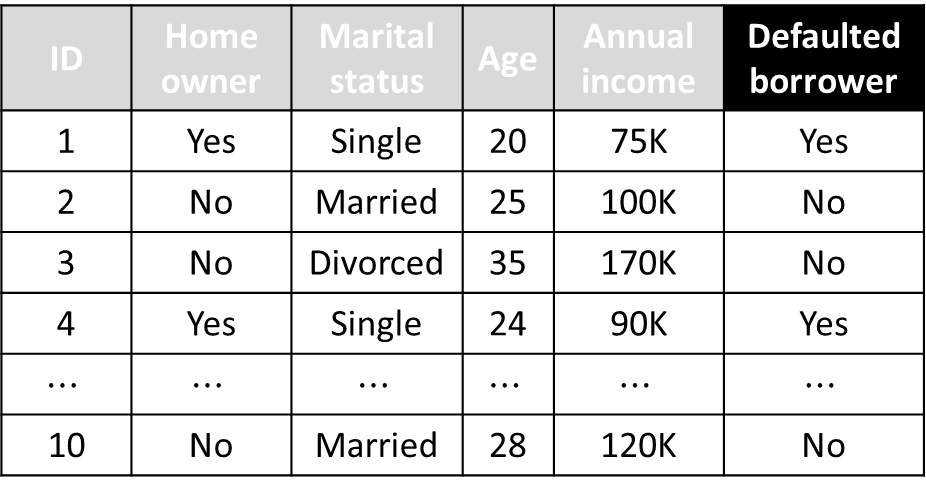 ID Home owner Marital status Age Annual income Defaulted borrower
1 Yes Single 20 75K Yes
2 No Married 25 100K No
3 No Divorced 35 170K No
4 Yes Single 24 90K Yes
... ... ... ... ... ...
10 No Married 28 120K No